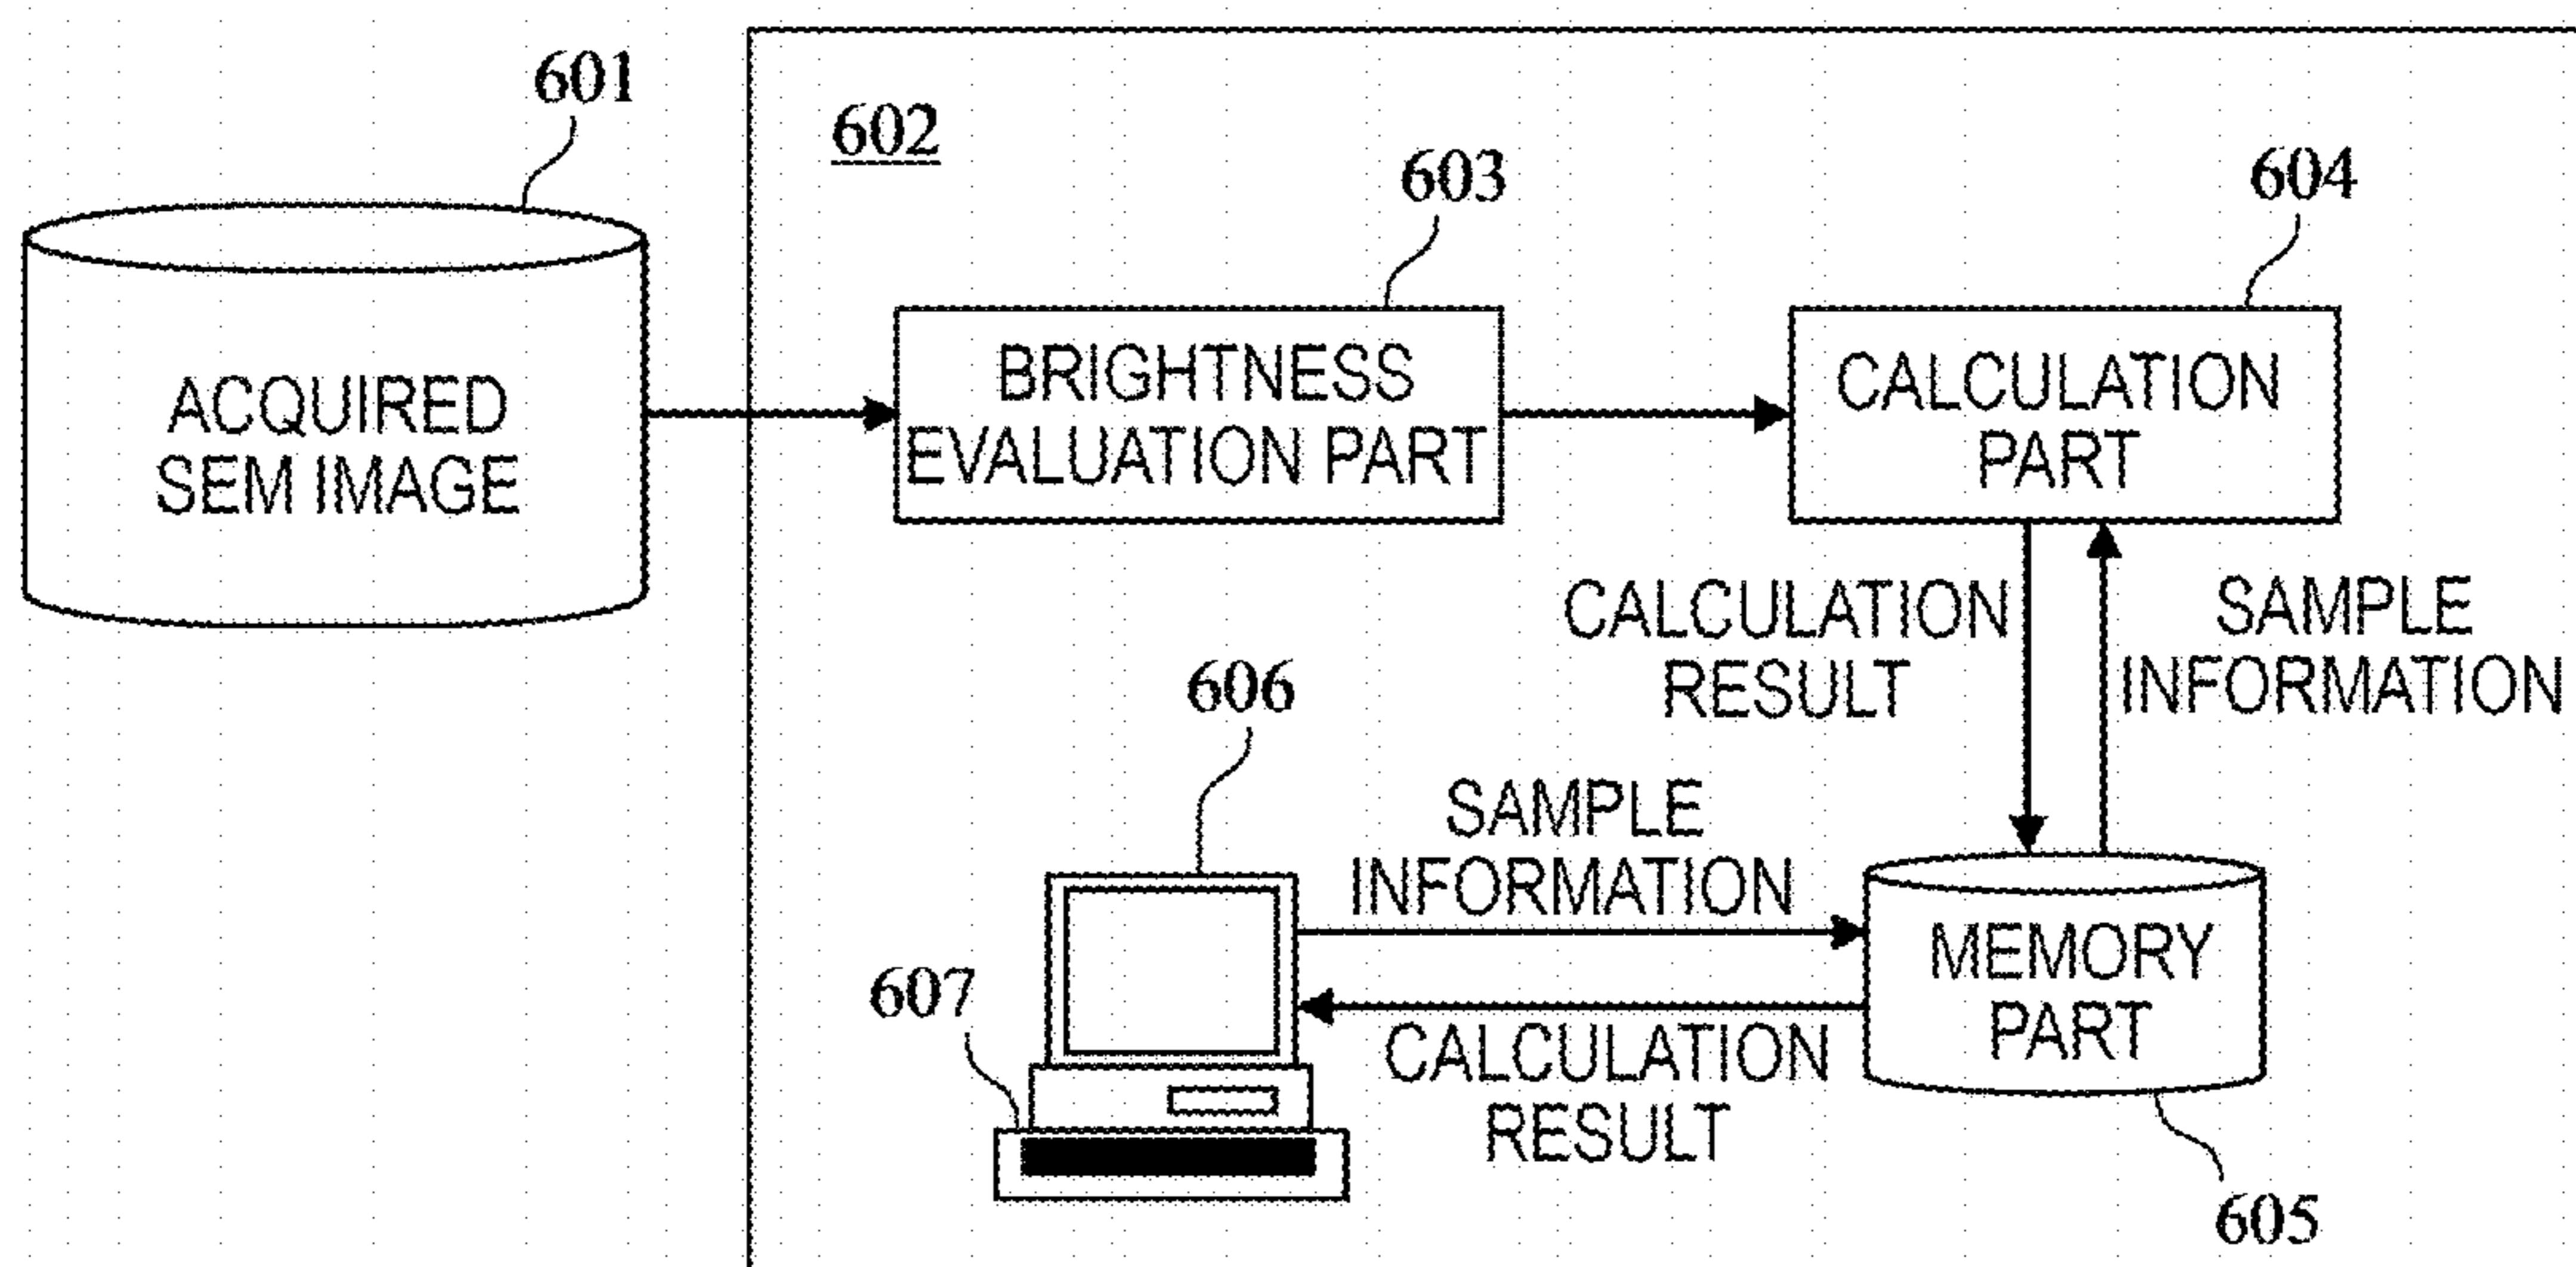 601
602
603
604
ACQUIRED
SEM IMAGE
BRIGHTNESS
EVALUATION PART
CALCULATION
PART
CALCULATION
RESULT
SAMPLE
INFORMATION
606
SAMPLE
INFORMATION
607
MEMORY
PART
CALCULATION
RESULT
605